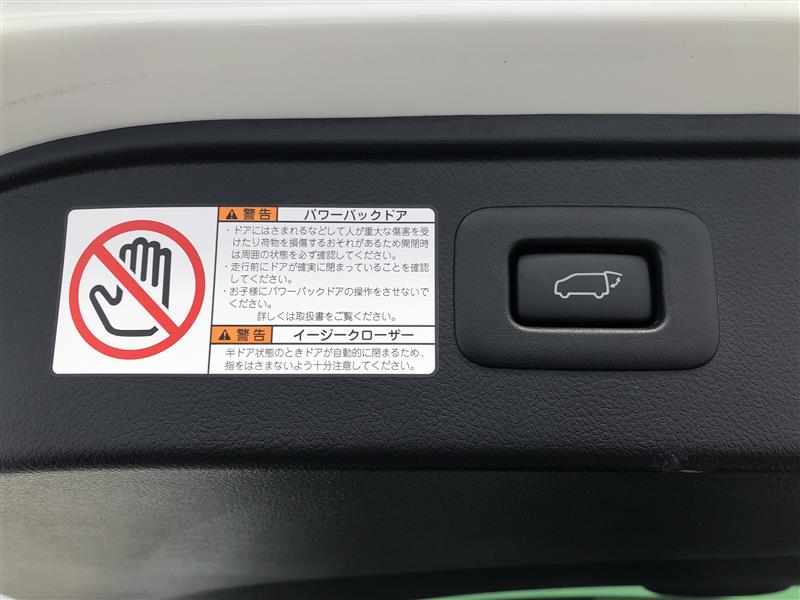 警告 パワーバックドア
・ドアにはさまれるなどして人が重大な傷害を受
けたり荷物を損傷するおそれがあるため開閉時
は周囲の状態を必ず確認してください。
・走行前にドアが確実に閉まっていることを確認
してください。
・お子様にパワーバックドアの操作をさせないで
ください。
詳しくは取扱書をご覧ください。
警告 イージークローザー
半ドア状態のときドアが自動的に閉まるため、
指をはさまないよう十分注意してください。